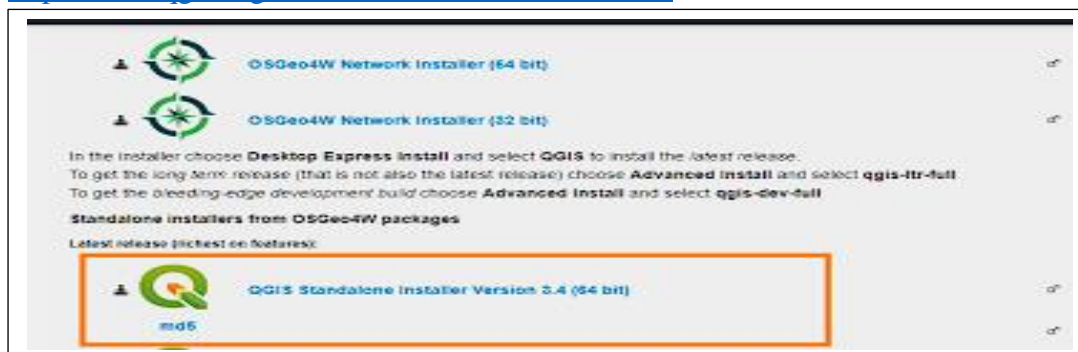 OSGeo4W Network Installer (64 bit)
OSGeo4W Network Installer (32 bit)
In the installer choose Desktop Express Install and select QGIS to install the latest release.
To get the long term release (that is not also the latest release) choose Advanced Install and select qgis-ltr-full
To get the bleeding-edge development build choose Advanced Install and select qgis-dev-full
Standalone installers from OSGeo4W packages
Latest release (richest on features):
QGIS Standalone Installer Version 3.4 (64 bit)
md5